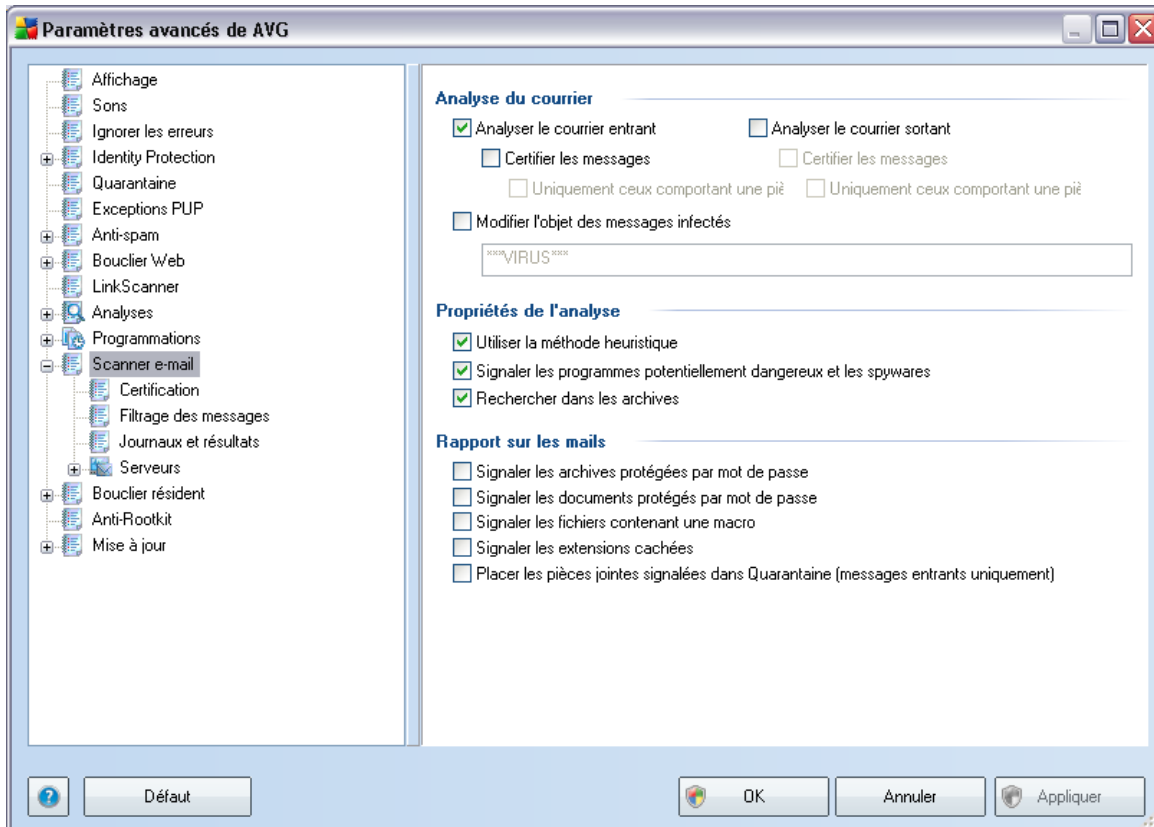 Paramètres avancés de AVG
Affichage
Sons
Ignorer les erreurs
Identity Protection
Quarantaine
Exceptions PUP
Anti-spam
Bouclier Web
LinkScanner
Analyses
Programmations
Scanner e-mail
Certification
Filtrage des messages
Journaux et résultats
Serveurs
Bouclier résident
Anti-Rootkit
Mise à jour
Analyse du courrier
Analyser le courrier entrant Analyser le courrier sortant
Certifier les messages Certifier les messages
Uniquement ceux comportant une piè Uniquement ceux comportant une piè
Modifier l'objet des messages infectés
***VIRUS***
Propriétés de l'analyse
Utiliser la méthode heuristique
Signaler les programmes potentiellement dangereux et les spywares
Rechercher dans les archives
Rapport sur les mails
Signaler les archives protégées par mot de passe
Signaler les documents protégés par mot de passe
Signaler les fichiers contenant une macro
Signaler les extensions cachées
Placer les pièces jointes signalées dans Quarantaine (messages entrants uniquement)
? Défaut OK Annuler Appliquer